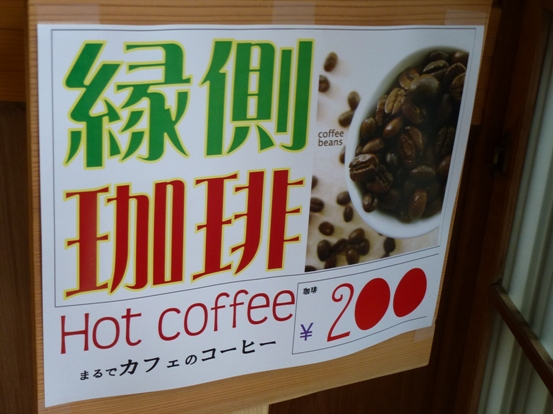 縁側
珈琲
coffee
beans
Hot coffee
まるでカフェのコーヒー
珈琲
¥ 200